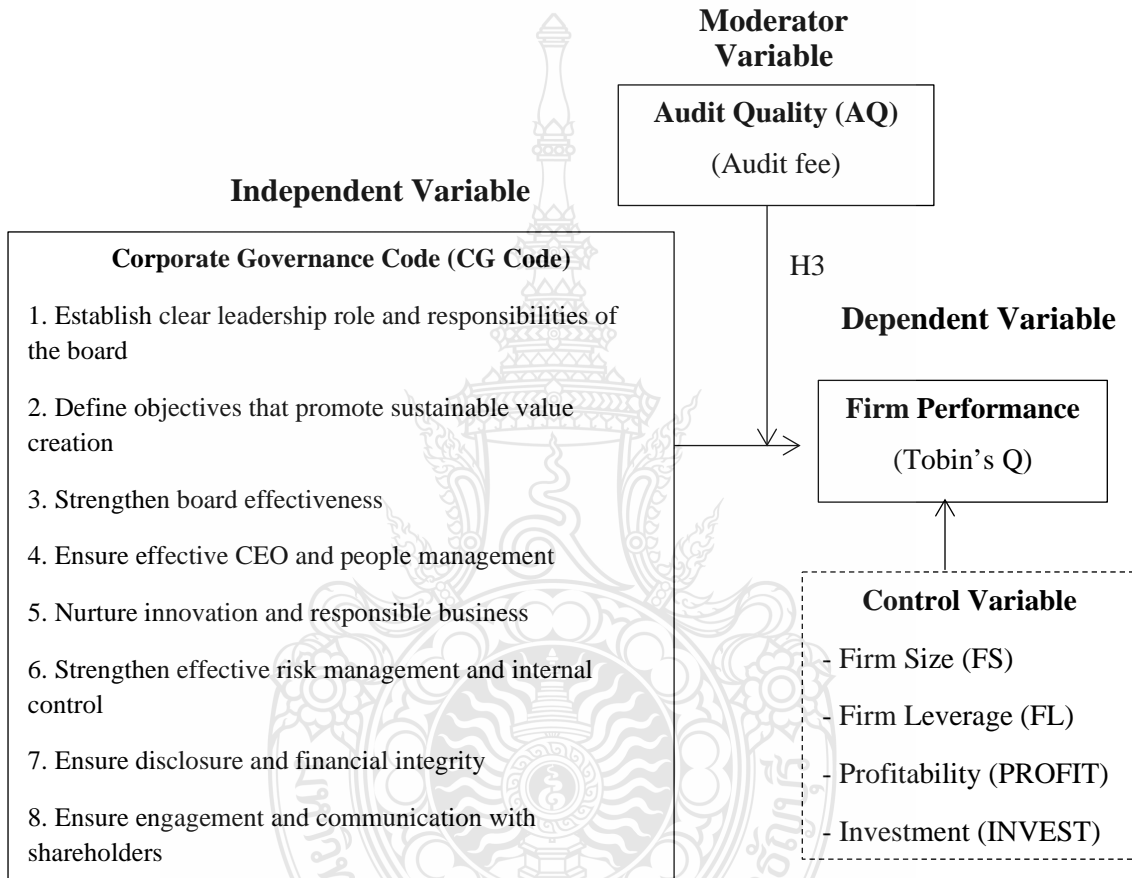 Moderator
Variable
Audit Quality (AQ)
(Audit fee)
Independent Variable
Corporate Governance Code (CG Code)
1. Establish clear leadership role and responsibilities of
the board
2. Define objectives that promote sustainable value
creation
3. Strengthen board effectiveness
4. Ensure effective CEO and people management
5. Nurture innovation and responsible business
6. Strengthen effective risk management and internal
control
7. Ensure disclosure and financial integrity
8. Ensure engagement and communication with
shareholders
H3
Dependent Variable
Firm Performance
(Tobin’s Q)
Control Variable
- Firm Size (FS)
- Firm Leverage (FL)
- Profitability (PROFIT)
- Investment (INVEST)